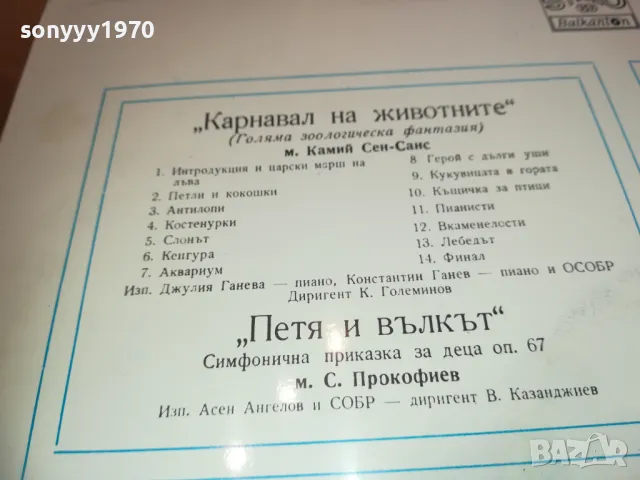 sonyyy1970
Balkanton
„Карнавал на животните“
(Голяма зоологическа фантазия)
м. Камий Сен-Санс
1. Интродукция и царски марш на лъва
2. Петли и кокошки
3. Антилопи
4. Костенурки
5. Слонът
6. Кенгура
7. Аквариум
8 Герой с дълги уши
9. Кукувицата в гората
10. Къщичка за птици
11. Пианисти
12. Вкаменелости
13. Лебедът
14. Финал
Изп. Джулия Ганева — пиано, Константин Ганев — пиано и ОСОБР
Диригент К. Големинов
„Петя и вълкът“
Симфонична приказка за деца оп. 67
м. С. Прокофиев
Изп. Асен Ангелов и СОБР — диригент В. Казанджиев
BAZAR